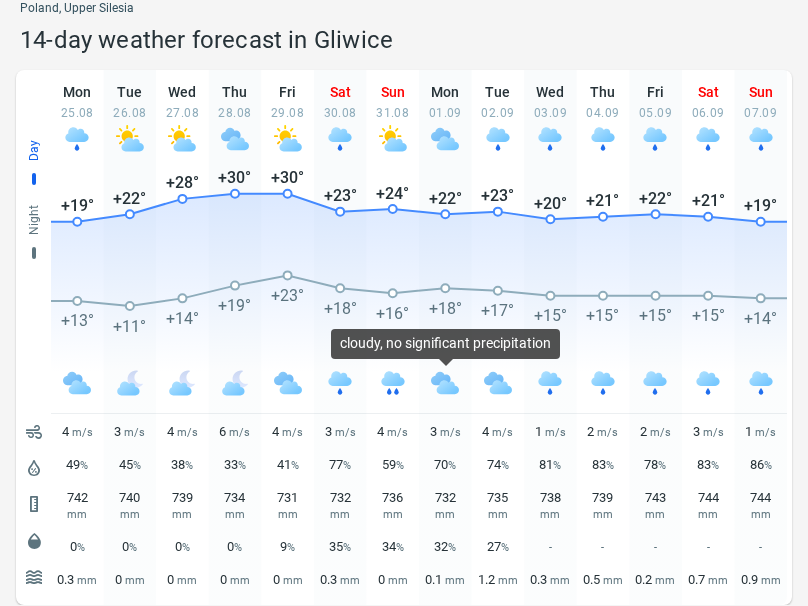 Poland, Upper Silesia
14-day weather forecast in Gliwice
Mon Tue Wed Thu Fri Sat Sun Mon Tue Wed Thu Fri Sat Sun
25.08 26.08 27.08 28.08 29.08 30.08 31.08 01.09 02.09 03.09 04.09 05.09 06.09 07.09
Day
+19° +22° +28° +30° +30° +23° +24° +22° +23° +20° +21° +22° +21° +19°
Night
+13° +11° +14° +19° +23° +18° +16° +18° +17° +15° +15° +15° +15° +14°
cloudy, no significant precipitation
4 m/s 3 m/s 4 m/s 6 m/s 4 m/s 3 m/s 4 m/s 3 m/s 4 m/s 1 m/s 2 m/s 2 m/s 3 m/s 1 m/s
49% 45% 38% 33% 41% 77% 59% 70% 74% 81% 83% 78% 83% 86%
742 740 739 734 731 732 736 732 735 738 739 743 744 744
mm mm mm mm mm mm mm mm mm mm mm mm mm mm
0% 0% 0% 0% 9% 35% 34% 32% 27% - - - - -
0.3 mm 0 mm 0 mm 0 mm 0 mm 0.3 mm 0 mm 0.1 mm 1.2 mm 0.3 mm 0.5 mm 0.2 mm 0.7 mm 0.9 mm